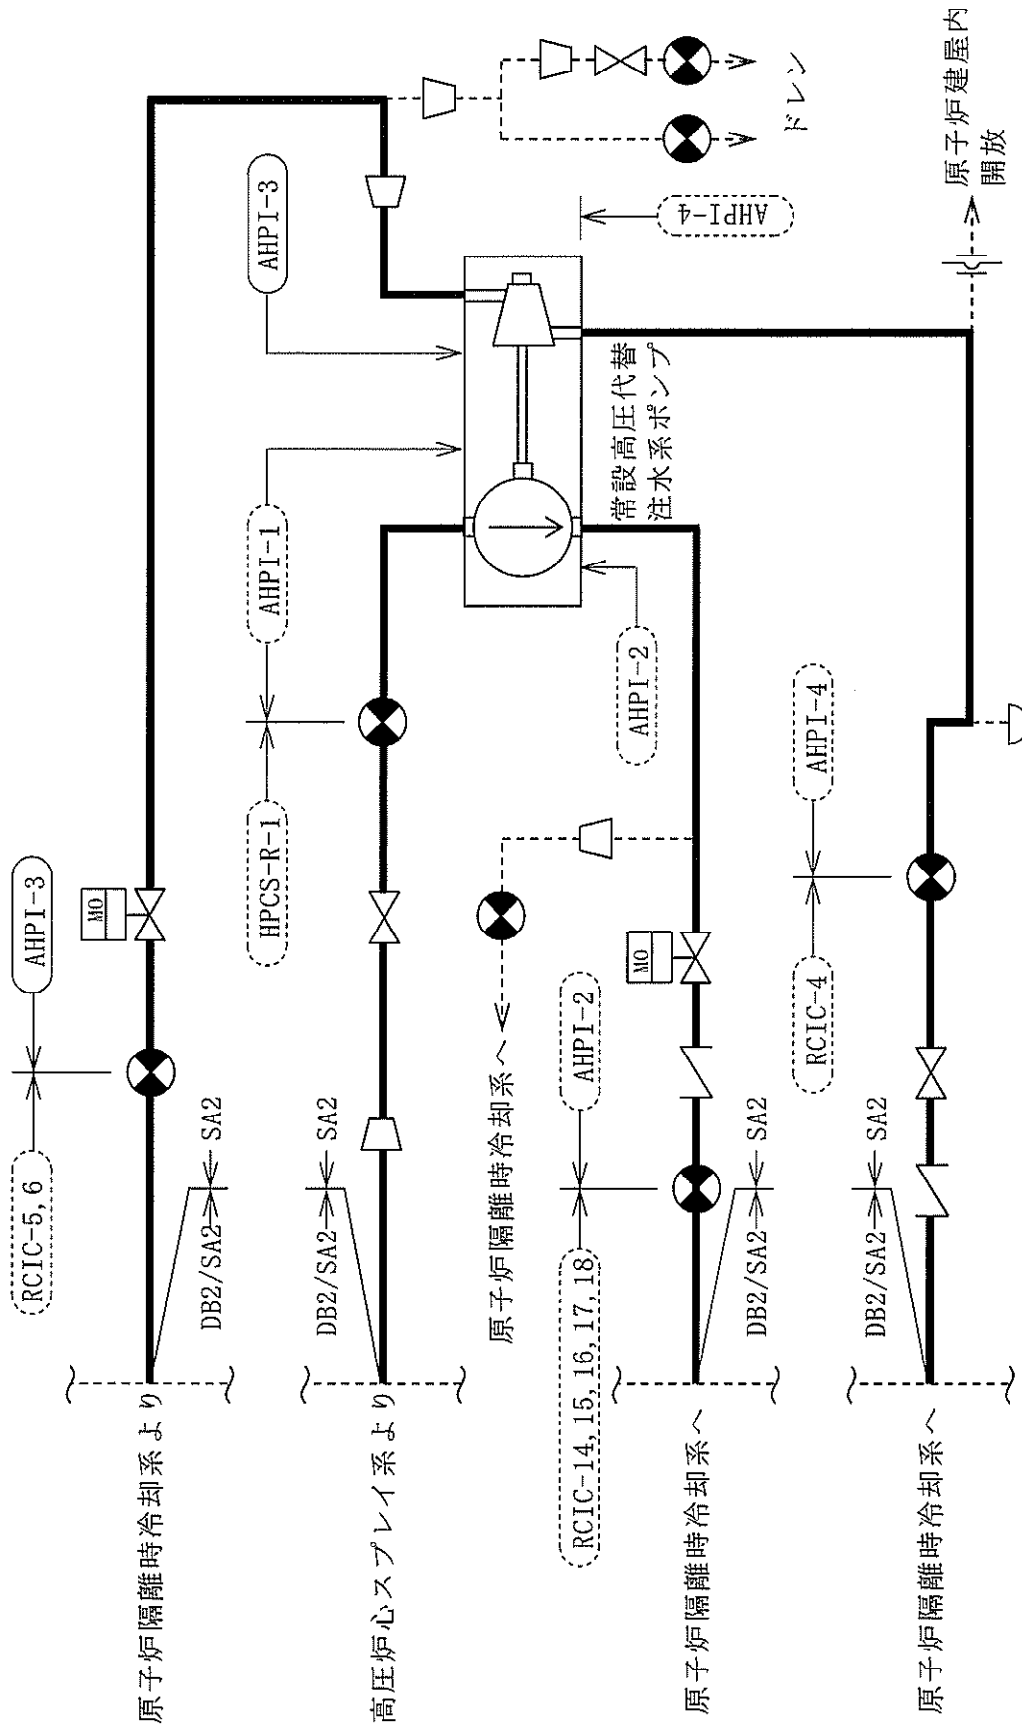 原子炉隔離時冷却系より
RCIC-5,6
AHPI-3
DB2/SA2
SA2
MO
AHPI-3
高圧炉心スプレイ系より
DB2/SA2
SA2
HPCS-R-1
AHPI-1
原子炉隔離時冷却系へ
ドレン
AHPI-4
常設高圧代替
注水系ポンプ
AHPI-2
原子炉隔離時冷却系へ
RCIC-14,15,16,17,18
AHPI-2
DB2/SA2
SA2
MO
原子炉隔離時冷却系へ
DB2/SA2
SA2
RCIC-4
AHPI-4
原子炉建屋内
開放